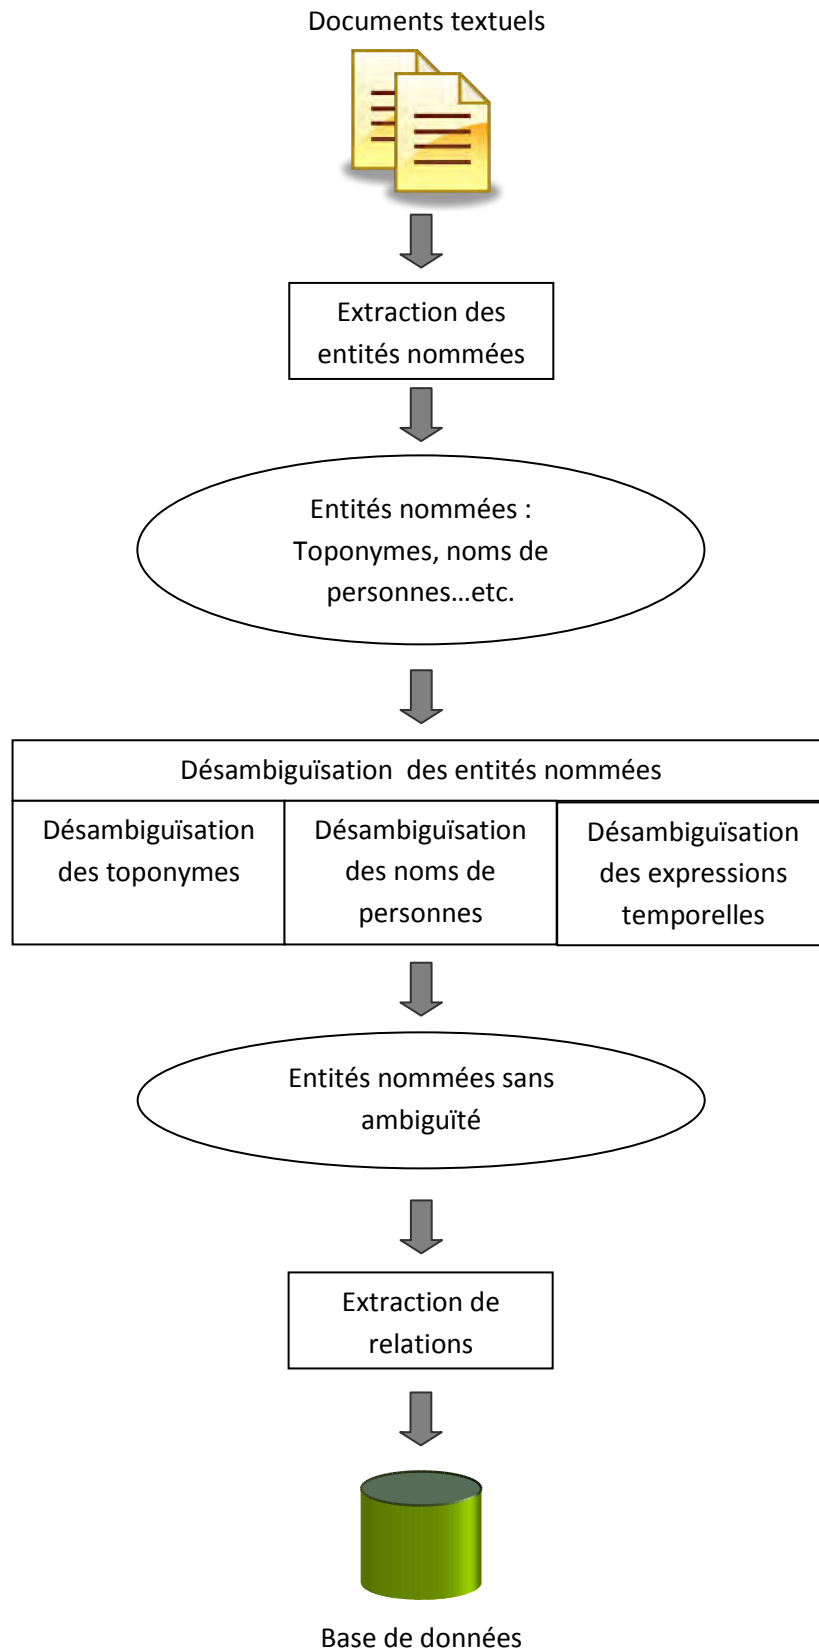 Documents textuels
Extraction des
entités nommées
Entités nommées :
Toponymes, noms de
personnes…etc.
Désambiguïsation des entités nommées
Désambiguïsation
des toponymes
Désambiguïsation
des noms de
personnes
Désambiguïsation
des expressions
temporelles
Entités nommées sans
ambiguïté
Extraction de
relations
Base de données